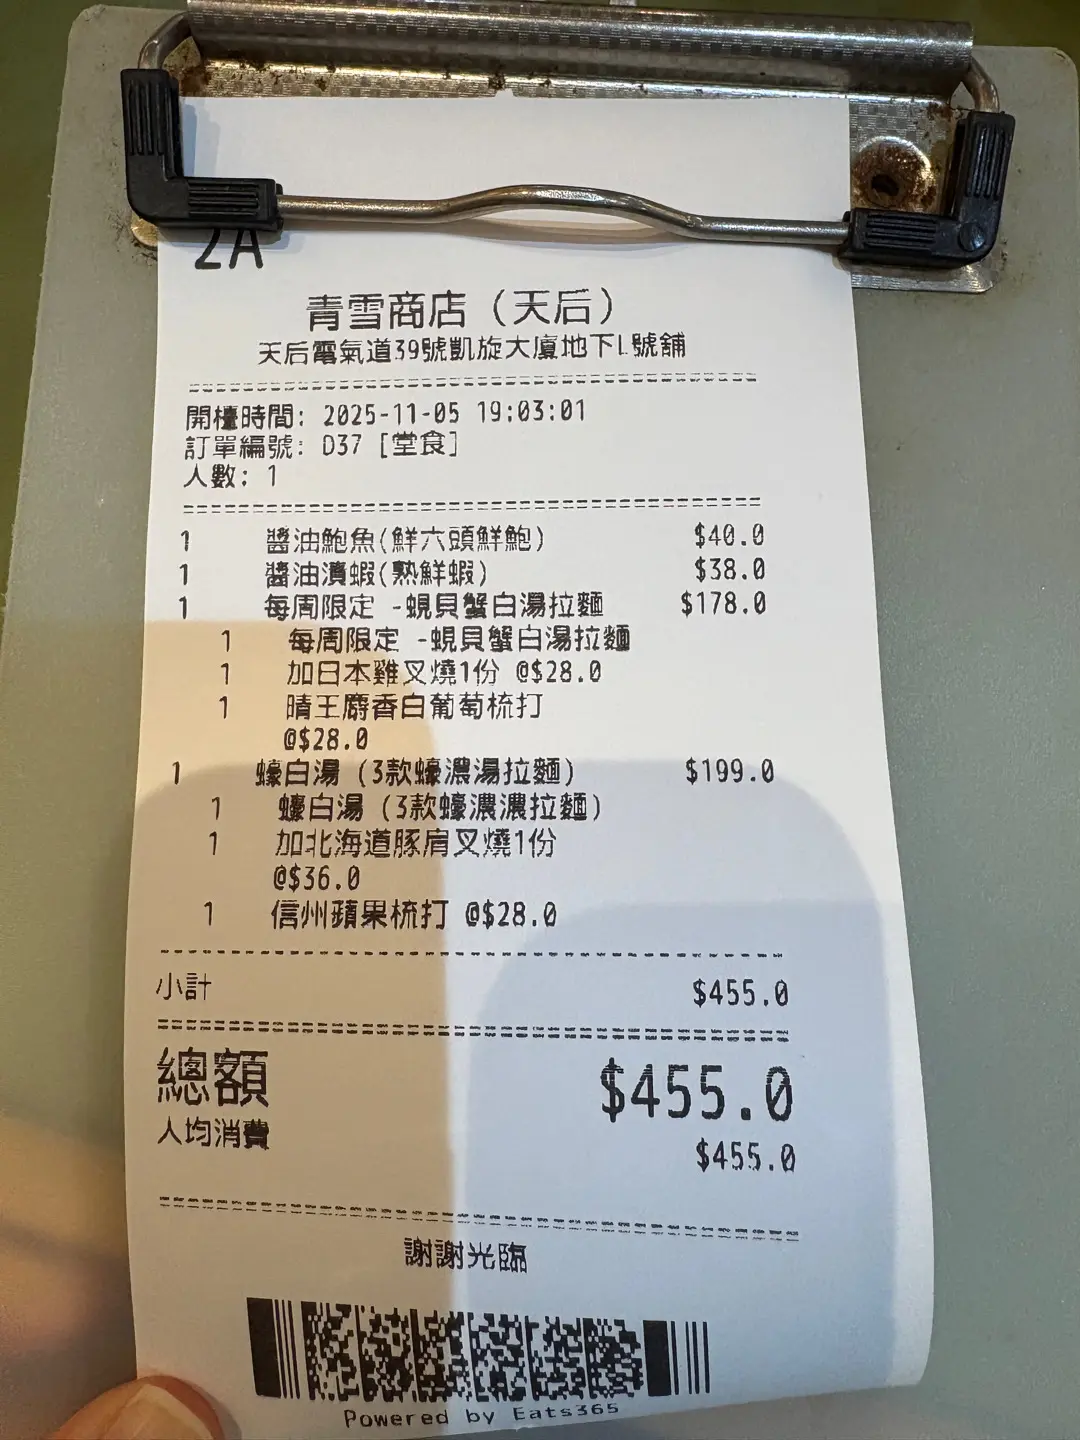 2A
青雪商店（天后）
天后電氣道39號凱旋大廈地下L號舖
開檯時間: 2025-11-05 19:03:01
訂單編號: D37 [堂食]
人數: 1
1 醬油鮑魚(鮮六頭鮮鮑) $40.0
1 醬油漬蝦(熟鮮蝦) $38.0
1 每周限定 -蜆貝蟹白湯拉麵 $178.0
1 每周限定 -蜆貝蟹白湯拉麵
1 加日本雞叉燒1份 @$28.0
1 晴王麝香白葡萄梳打
@$28.0
1 蠔白湯 (3款蠔濃湯拉麵) $199.0
1 蠔白湯 (3款蠔濃濃拉麵)
1 加北海道豚肩叉燒1份
@$36.0
1 信州蘋果梳打 @$28.0
小計 $455.0
總額 $455.0
人均消費 $455.0
謝謝光臨
Powered by Eats365